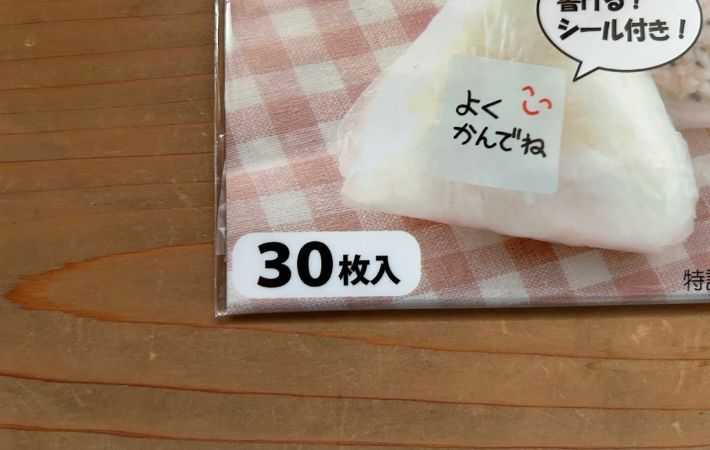 書ける！
シール付き！
よく
かんでね
30枚入
特